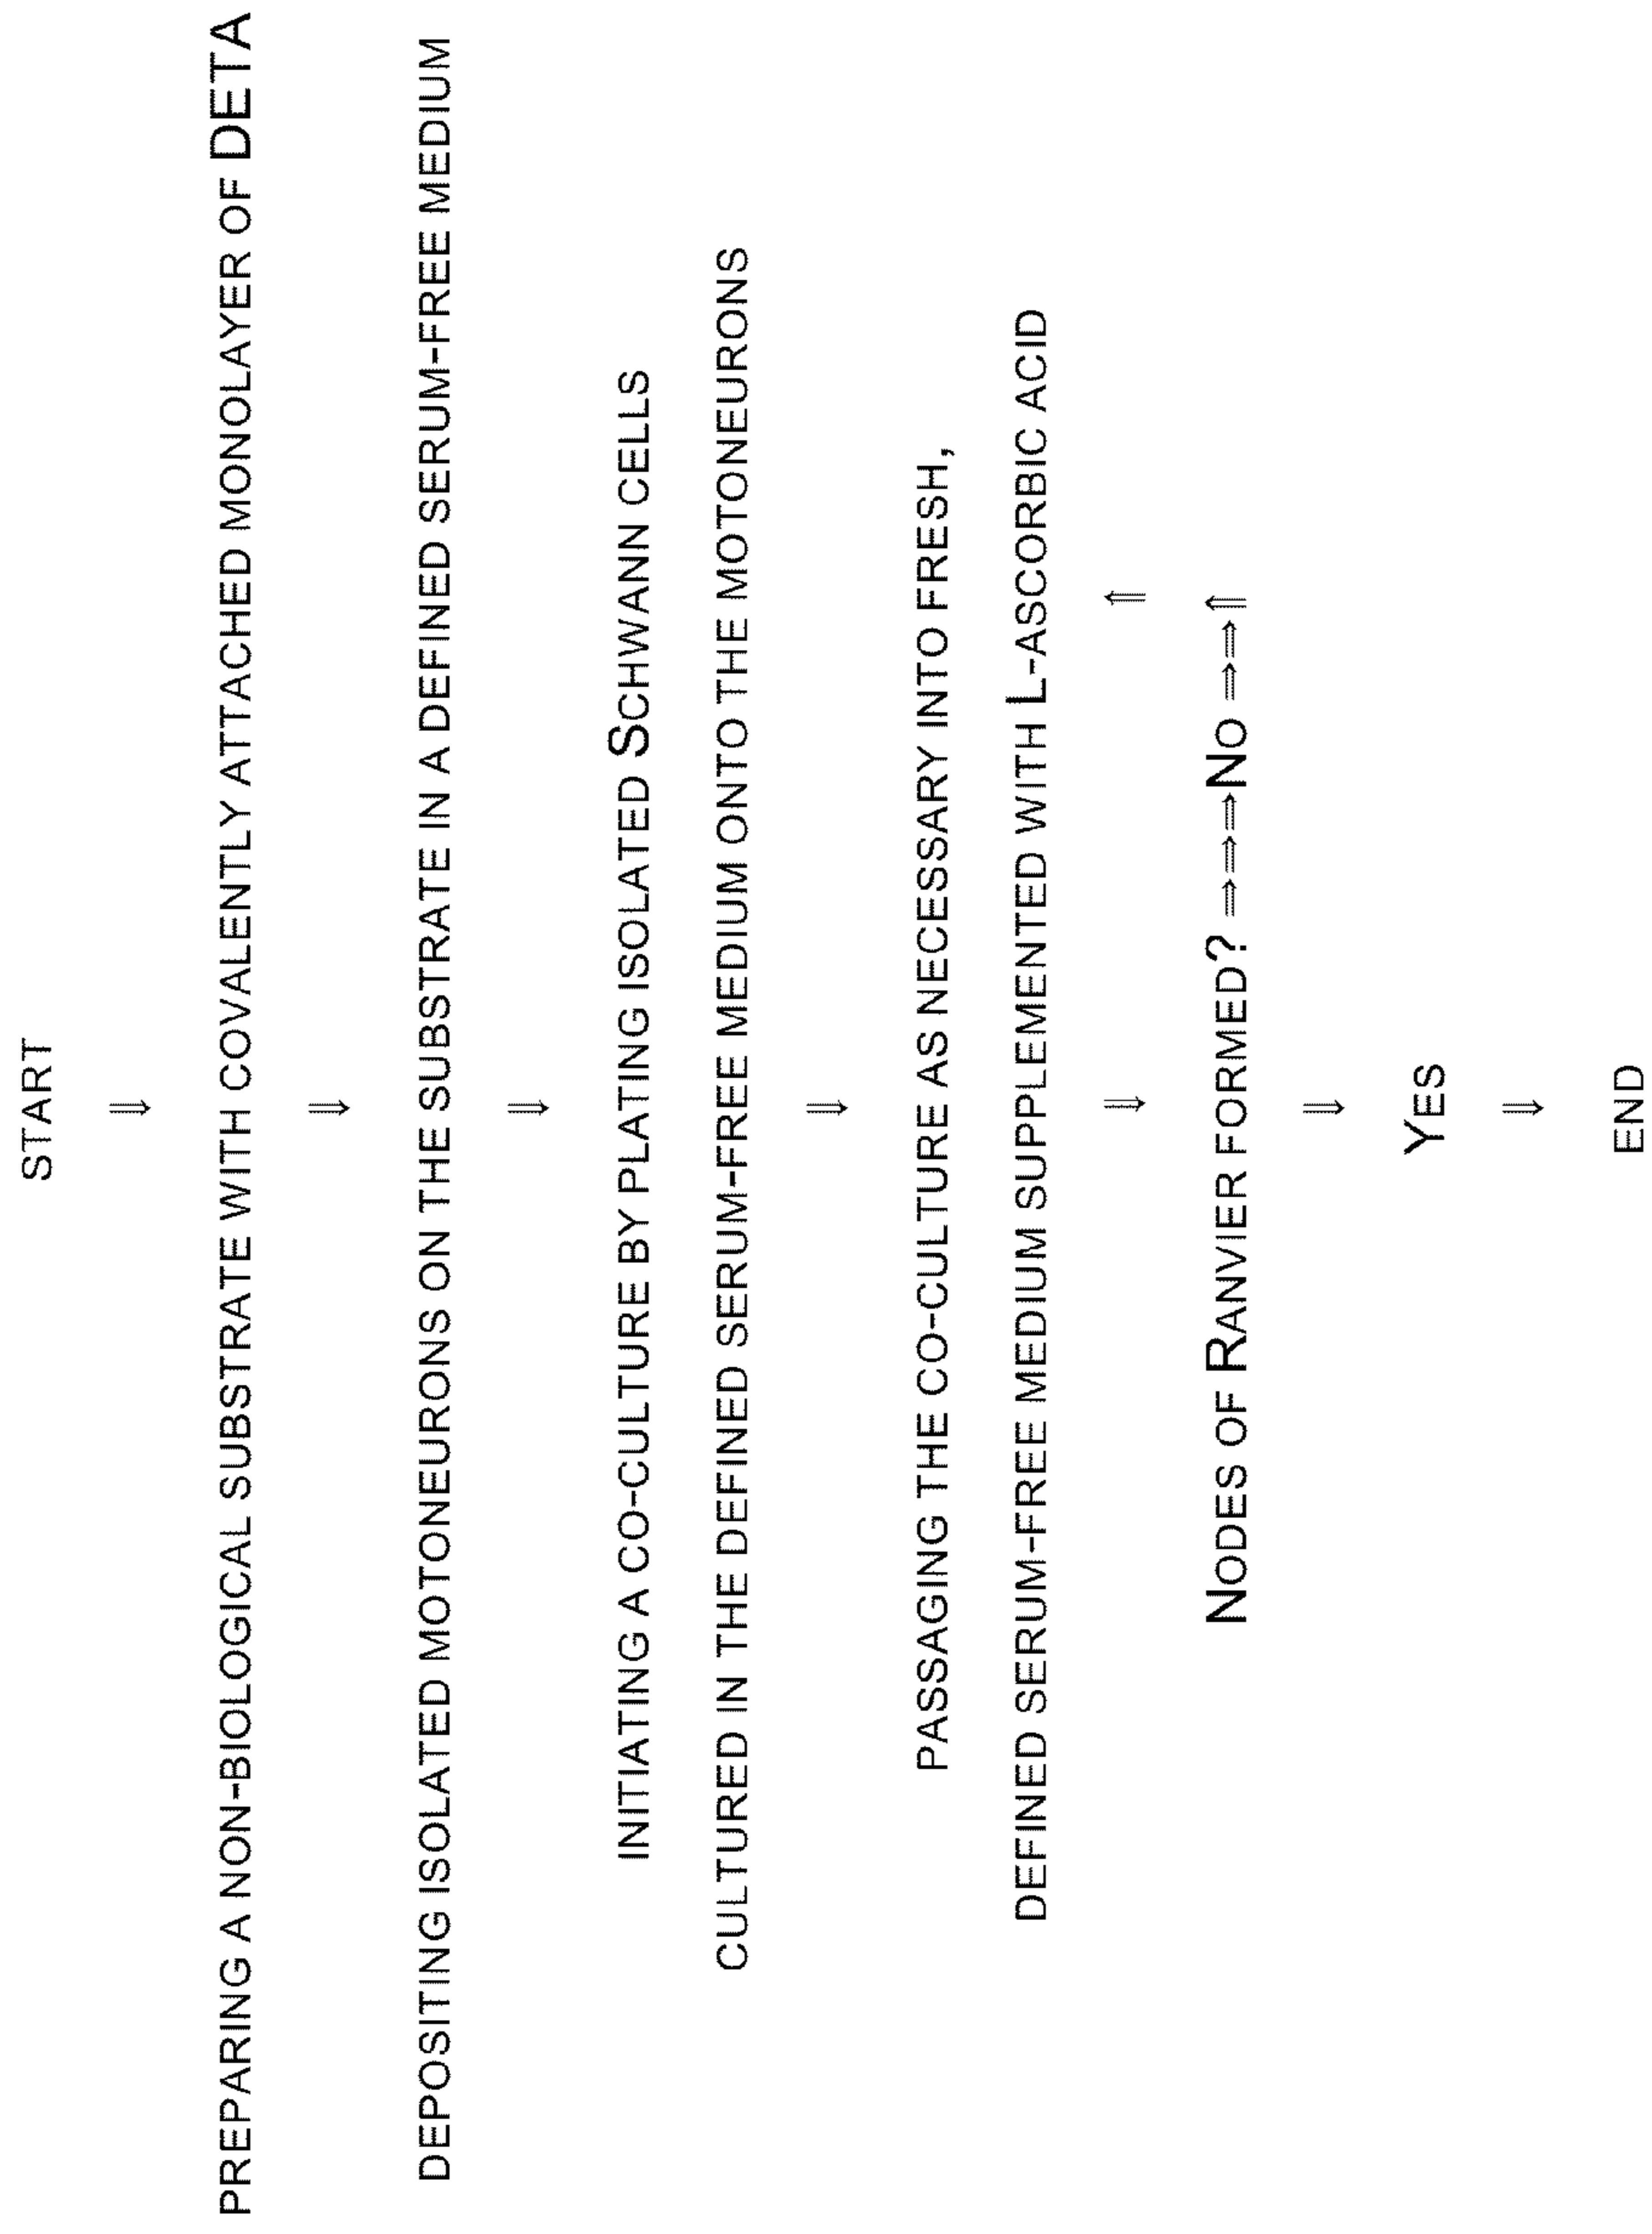 START
⇓
PREPARING A NON-BIOLOGICAL SUBSTRATE WITH COVALENTLY ATTACHED MONOLAYER OF DETA
⇓
DEPOSITING ISOLATED MOTONEURONS ON THE SUBSTRATE IN A DEFINED SERUM-FREE MEDIUM
⇓
INITIATING A CO-CULTURE BY PLATING ISOLATED SCHWANN CELLS
CULTURED IN THE DEFINED SERUM-FREE MEDIUM ONTO THE MOTONEURONS
⇓
PASSAGING THE CO-CULTURE AS NECESSARY INTO FRESH,
DEFINED SERUM-FREE MEDIUM SUPPLEMENTED WITH L-ASCORBIC ACID
⇓ ⇑
NODES OF RANVIER FORMED? ⇒⇒⇒NO ⇒⇒⇑
⇓
YES
⇓
END